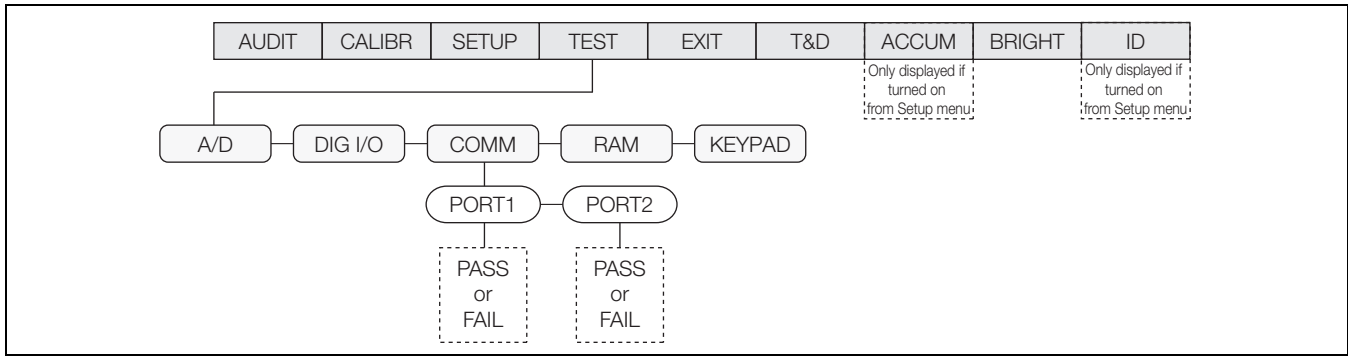 AUDIT CALIBR SETUP TEST EXIT T&D ACCUM BRIGHT ID
Only displayed if
turned on
from Setup menu
Only displayed if
turned on
from Setup menu
A/D DIG I/O COMM RAM KEYPAD
PORT1 PORT2
PASS
or
FAIL
PASS
or
FAIL